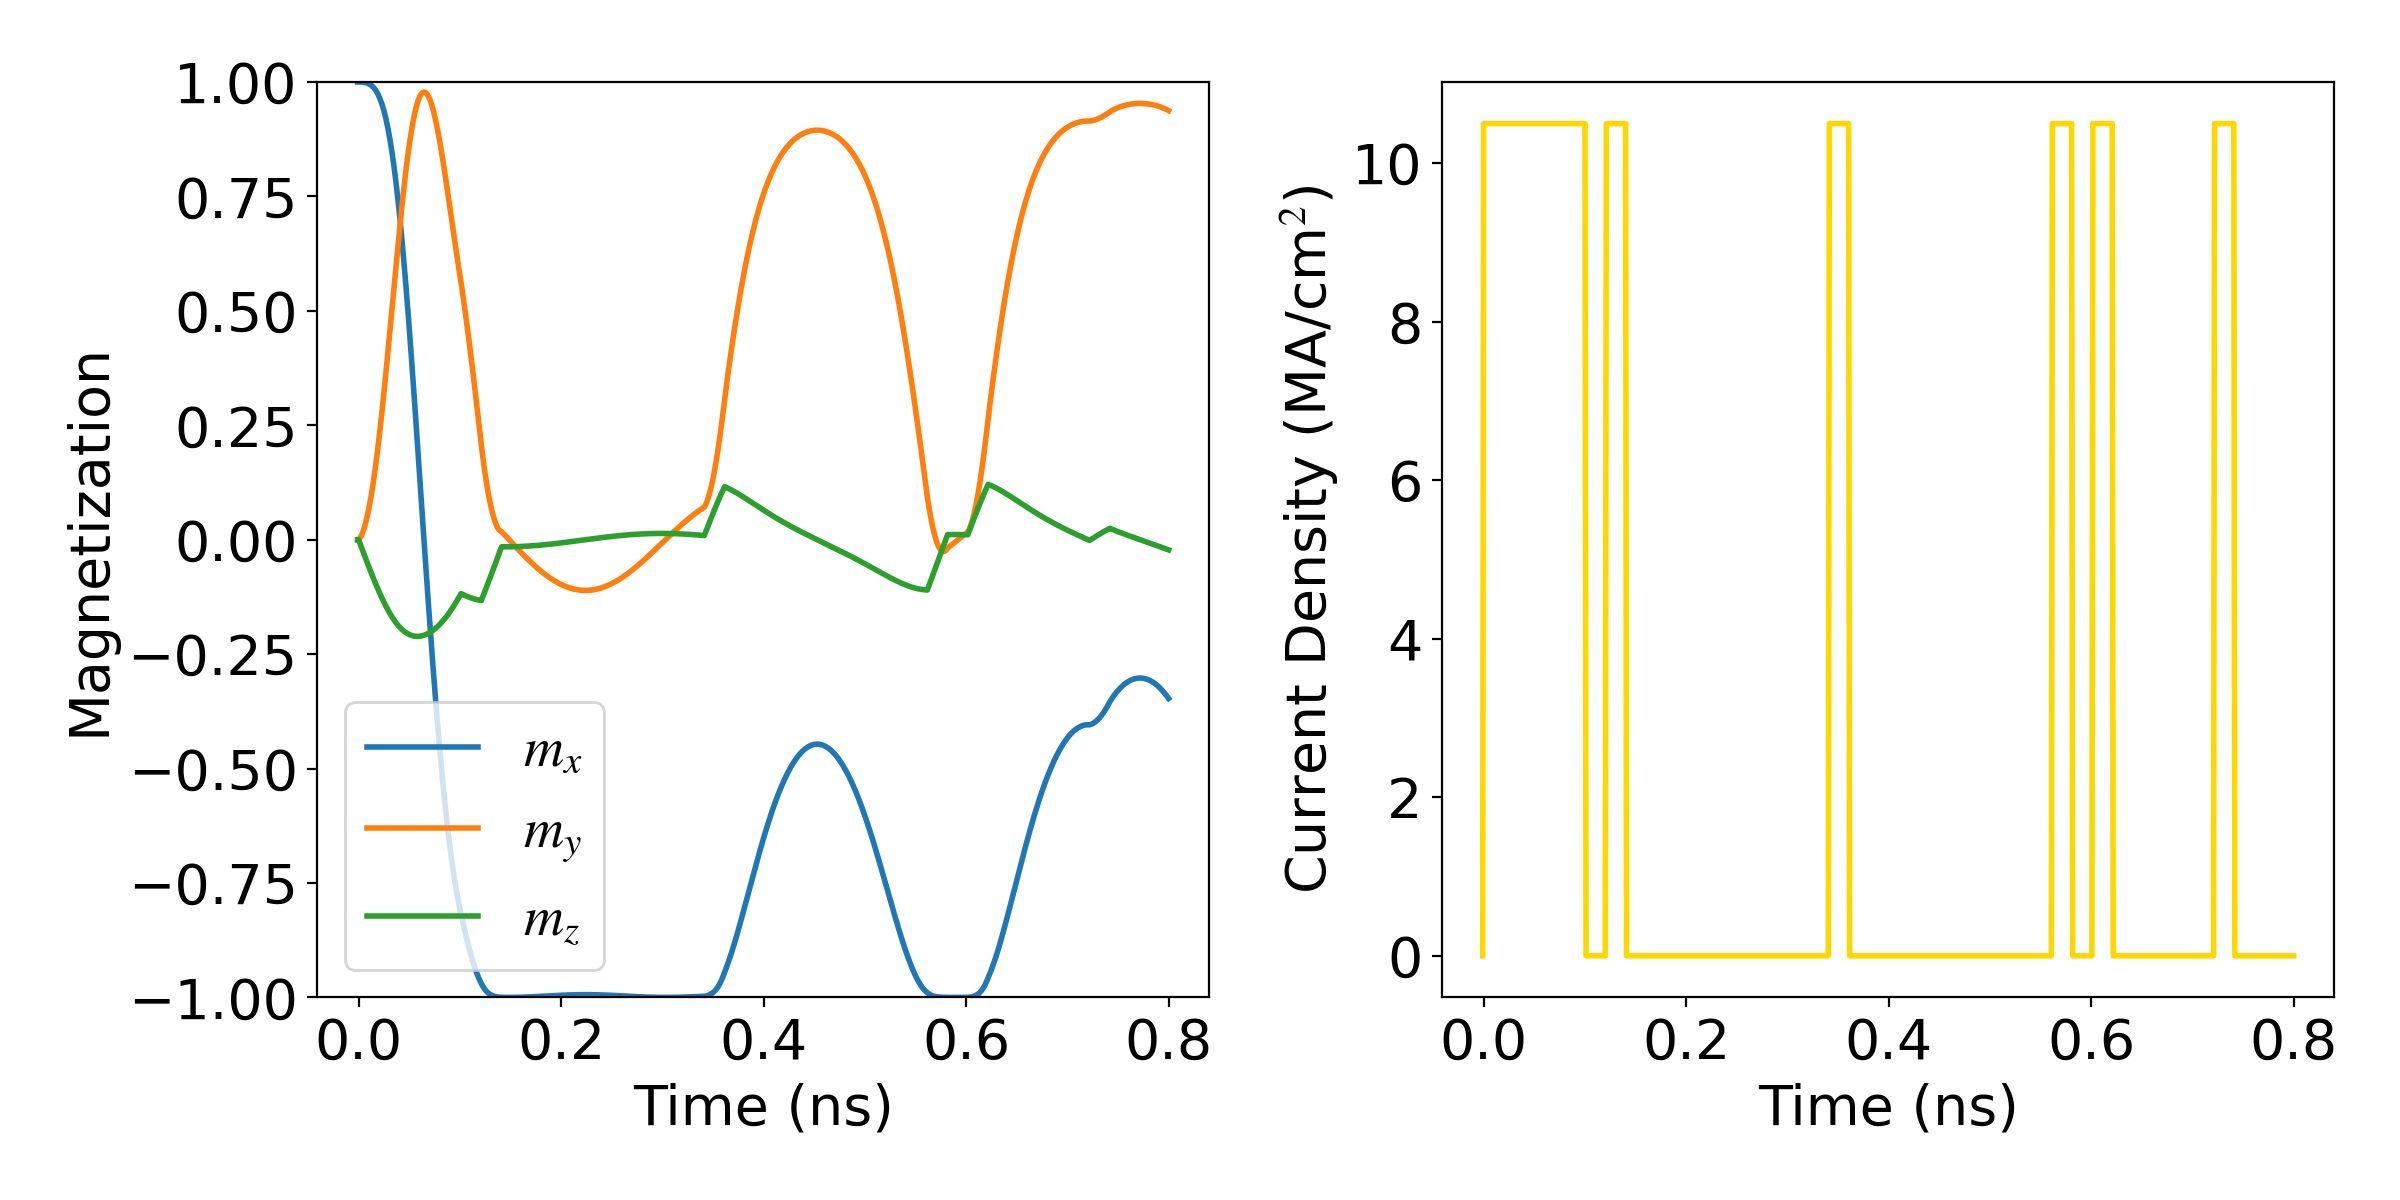 Magnetization
1.00
0.75
0.50
0.25
0.00
−0.25
−0.50
−0.75
−1.00
m_x
m_y
m_z
0.0 0.2 0.4 0.6 0.8
Time (ns)
Current Density (MA/cm²)
10
8
6
4
2
0
0.0 0.2 0.4 0.6 0.8
Time (ns)